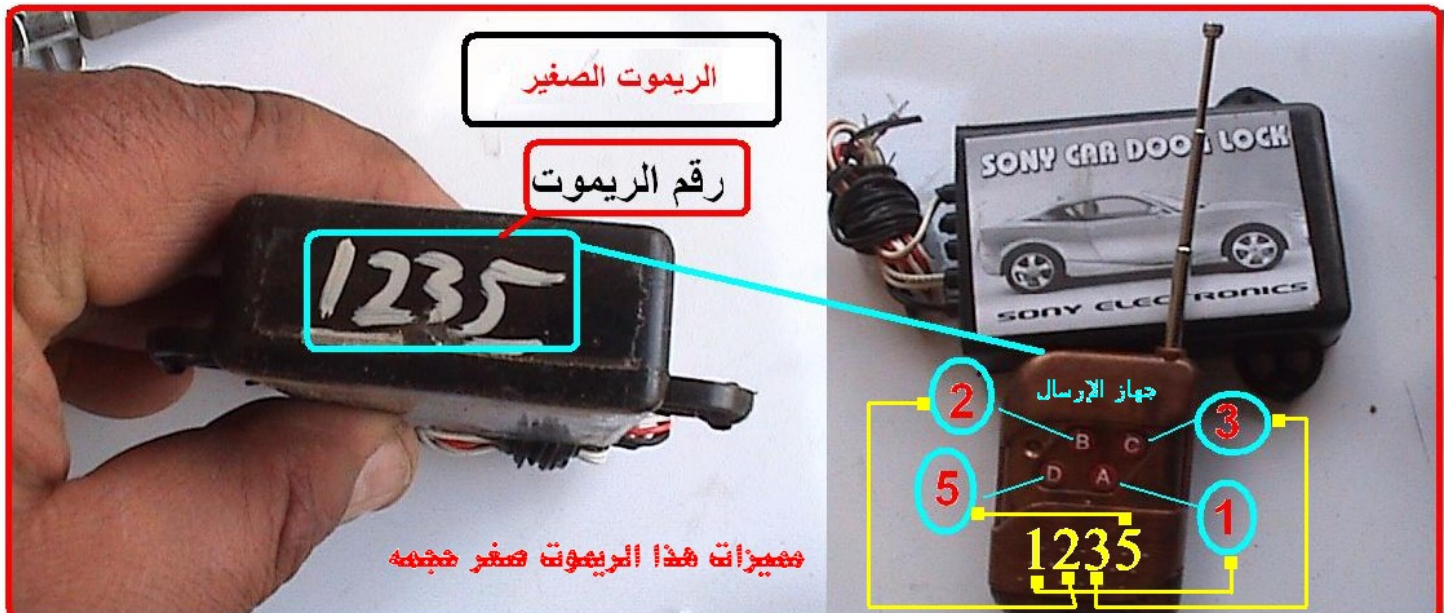 الريموت الصغير
رقم الريموت
1235
مميزات هذا الريموت صغر حجمه
SONY CAR DOOR LOCK
SONY ELECTRONICS
جهاز الإرسال
2
3
B
C
D
A
5
1
1235